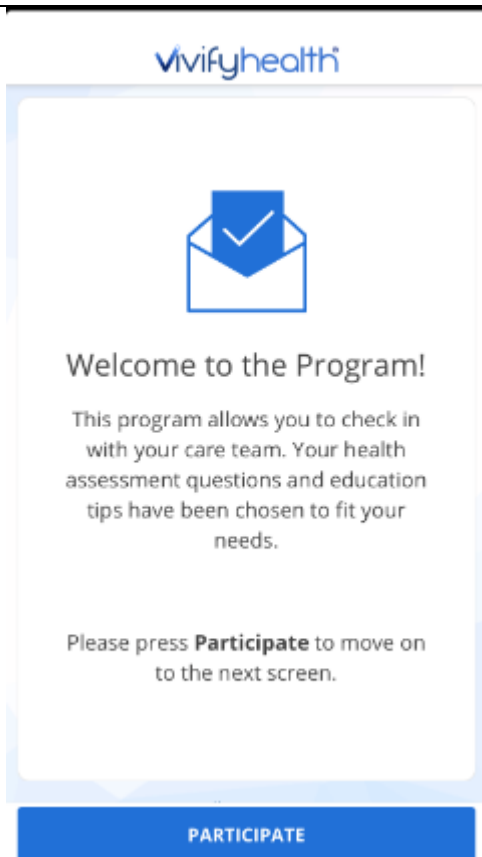 vivifyhealth
Welcome to the Program!
This program allows you to check in
with your care team. Your health
assessment questions and education
tips have been chosen to fit your
needs.
Please press Participate to move on
to the next screen.
PARTICIPATE